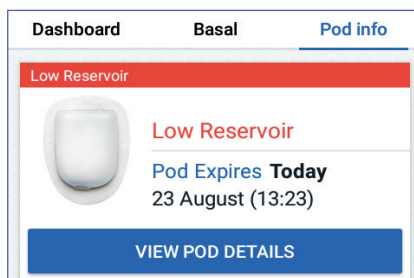 Dashboard Basal Pod info
Low Reservoir
Low Reservoir
Pod Expires Today
23 August (13:23)
VIEW POD DETAILS